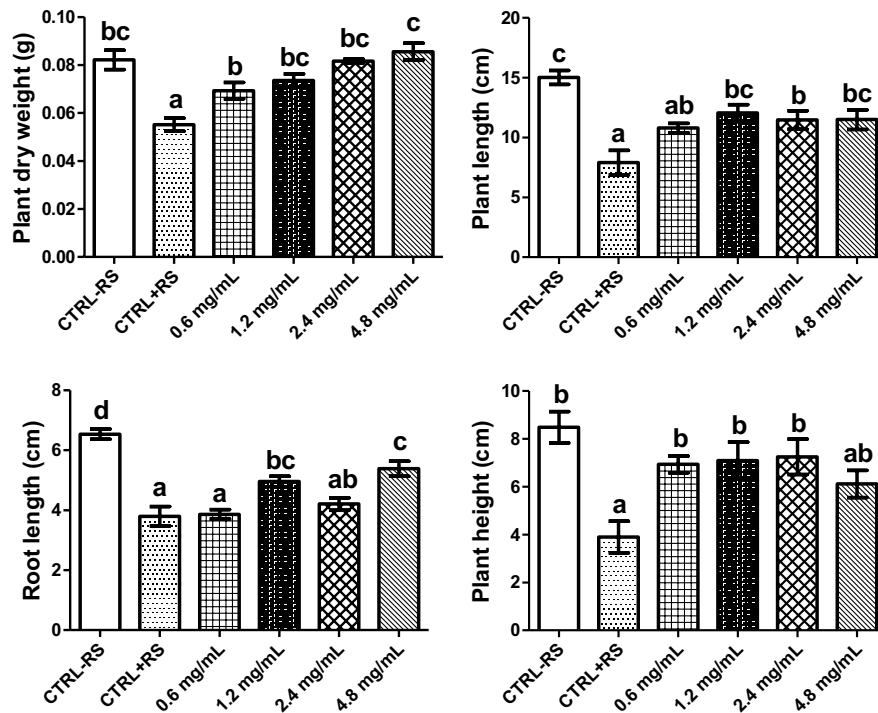 Plant dry weight (g)
0.10
0.08
0.06
0.04
0.02
0.00
bc
a
b
bc
bc
c
CTRL-RS
CTRL+RS
0.6 mg/mL
1.2 mg/mL
2.4 mg/mL
4.8 mg/mL
Plant length (cm)
20
15
10
5
0
c
a
ab
bc
b
bc
CTRL-RS
CTRL+RS
0.6 mg/mL
1.2 mg/mL
2.4 mg/mL
4.8 mg/mL
Root length (cm)
8
6
4
2
0
d
a
a
bc
ab
c
CTRL-RS
CTRL+RS
0.6 mg/mL
1.2 mg/mL
2.4 mg/mL
4.8 mg/mL
Plant height (cm)
10
8
6
4
2
0
b
a
b
b
b
ab
CTRL-RS
CTRL+RS
0.6 mg/mL
1.2 mg/mL
2.4 mg/mL
4.8 mg/mL